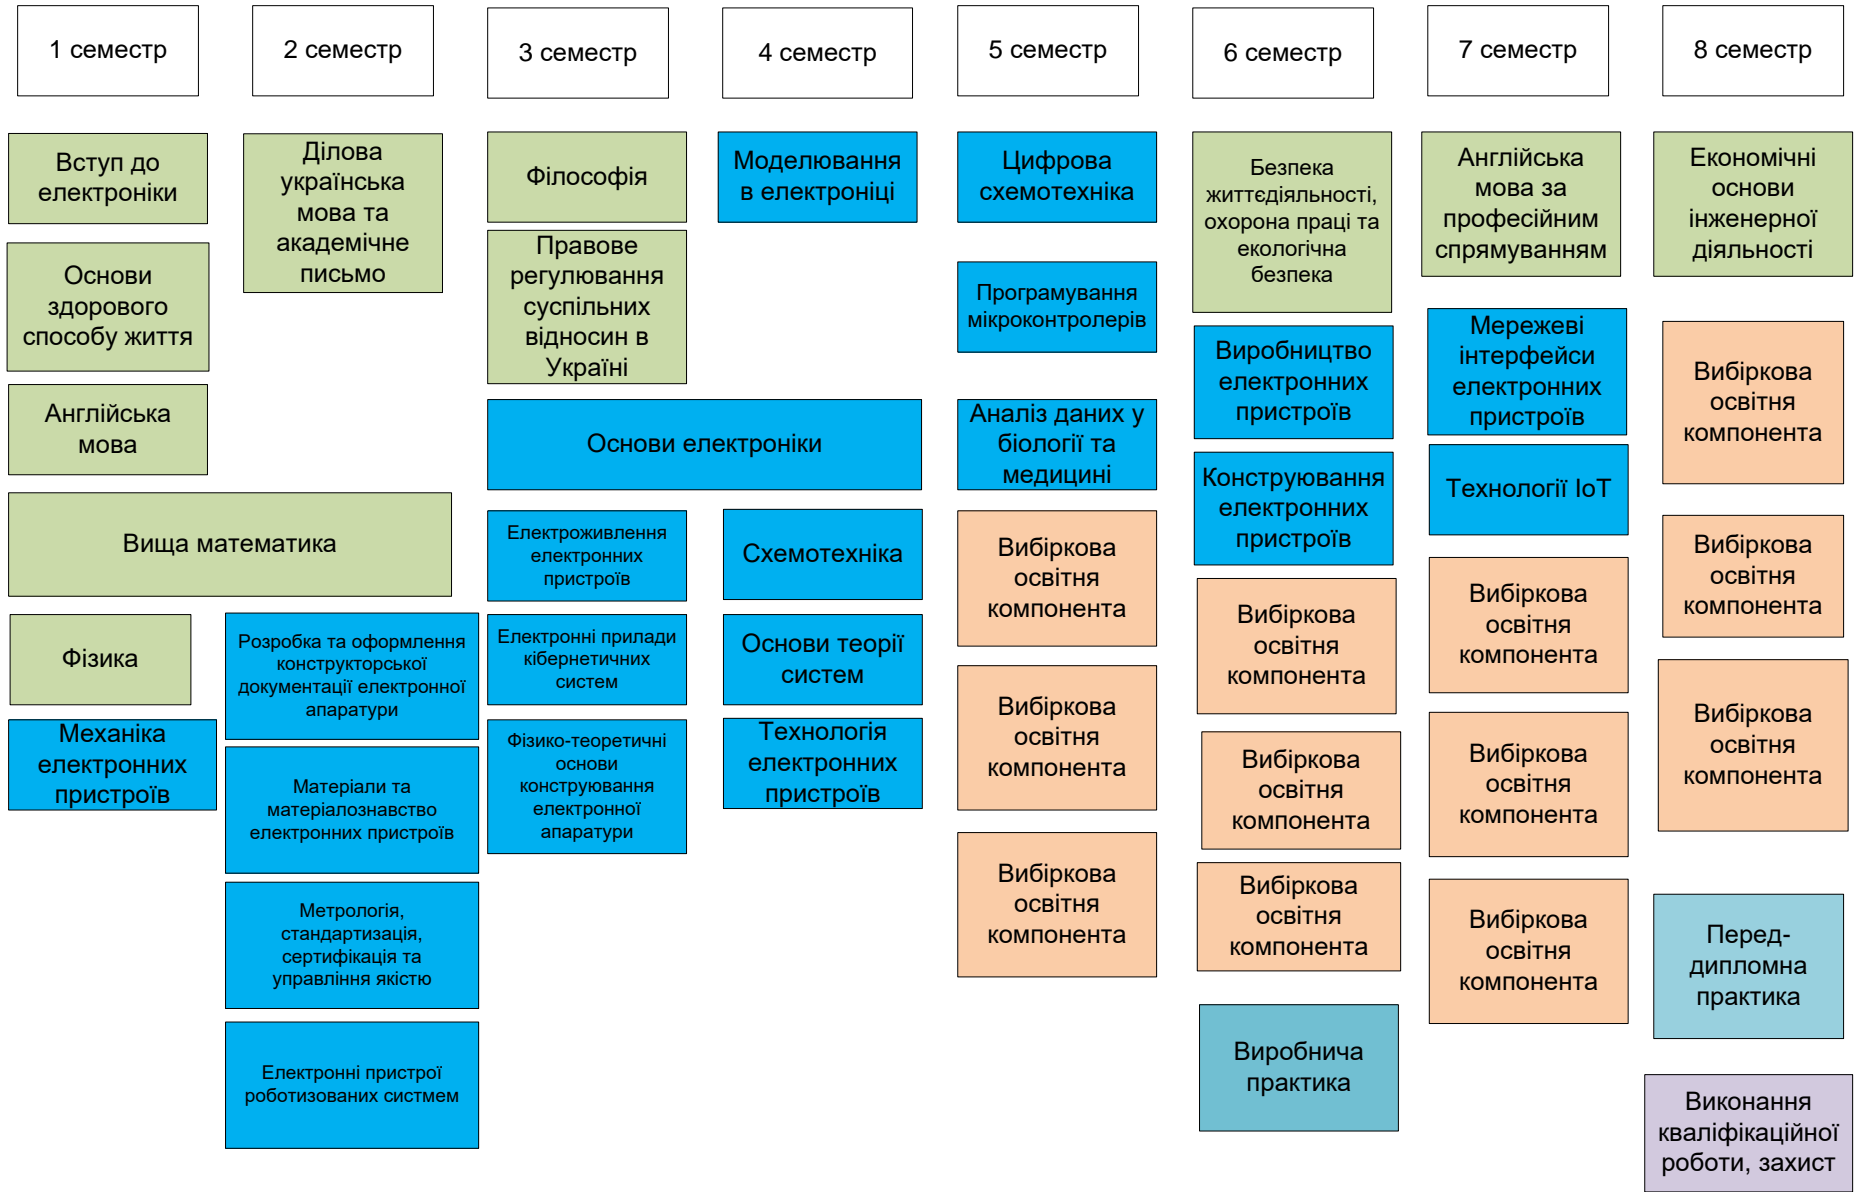 1 семестр
2 семестр
3 семестр
4 семестр
5 семестр
6 семестр
7 семестр
8 семестр
Вступ до
електроніки
Основи
здорового
способу життя
Англійська
мова
Вища математика
Фізика
Механіка
електронних
пристроїв
Ділова
українська
мова та
академічне
письмо
Розробка та оформлення
конструкторської
документації електронної
апаратури
Матеріали та
матеріалознавство
електронних пристроїв
Метрологія,
стандартизація,
сертифікація та
управління якістю
Електронні пристрої
роботизованих систмем
Філософія
Правове
регулювання
суспільних
відносин в
Україні
Основи електроніки
Електроживлення
електронних
пристроїв
Електронні прилади
кібернетичних
систем
Фізико-теоретичні
основи
конструювання
електронної
апаратури
Моделювання
в електроніці
Схемотехніка
Основи теорії
систем
Технологія
електронних
пристроїв
Цифрова
схемотехніка
Програмування
мікроконтролерів
Аналіз даних у
біології та
медицині
Вибіркова
освітня
компонента
Вибіркова
освітня
компонента
Вибіркова
освітня
компонента
Безпека
життєдіяльності,
охорона праці та
екологічна
безпека
Виробництво
електронних
пристроїв
Конструювання
електронних
пристроїв
Вибіркова
освітня
компонента
Вибіркова
освітня
компонента
Вибіркова
освітня
компонента
Виробнича
практика
Англійська
мова за
професійним
спрямуванням
Мережеві
інтерфейси
електронних
пристроїв
Технології IoT
Вибіркова
освітня
компонента
Вибіркова
освітня
компонента
Вибіркова
освітня
компонента
Економічні
основи
інженерної
діяльності
Вибіркова
освітня
компонента
Вибіркова
освітня
компонента
Вибіркова
освітня
компонента
Перед-
дипломна
практика
Виконання
кваліфікаційної
роботи, захист